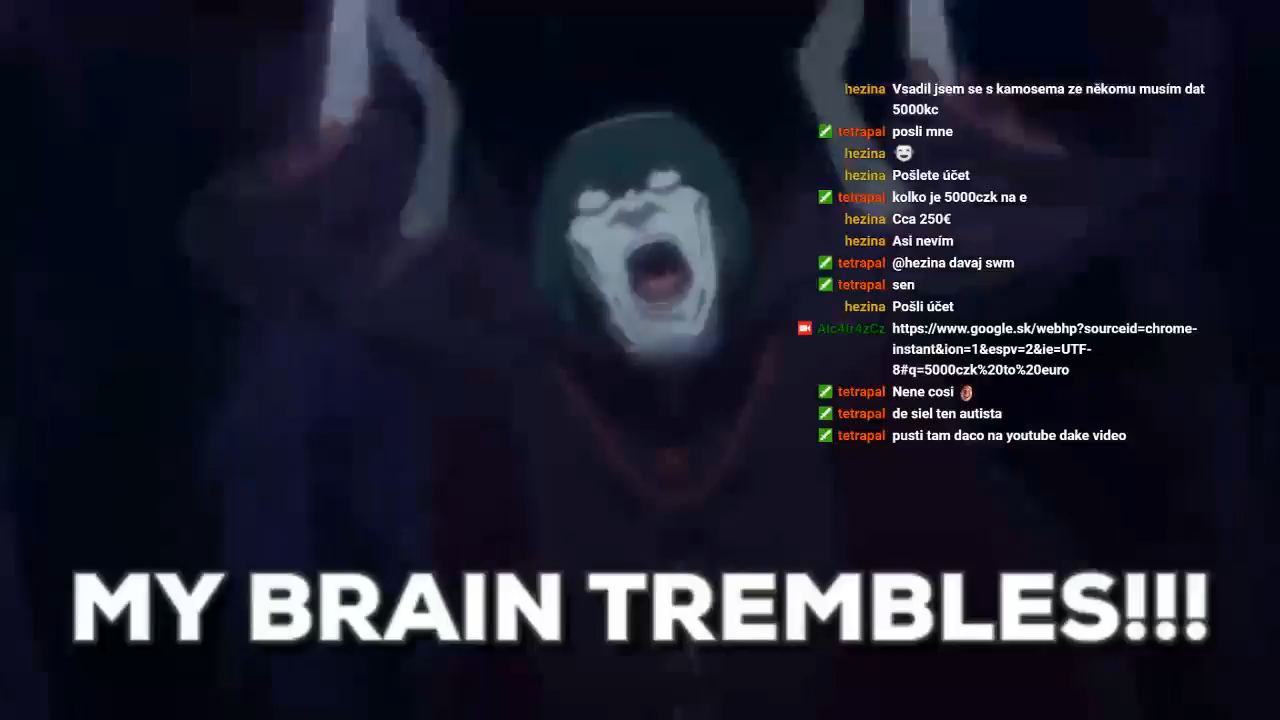 hezina Vsadil jsem se s kamosema ze někomu musím dat
5000kc
tetrapal posli mne
hezina
hezina Pošlete účet
tetrapal kolko je 5000czk na e
hezina Cca 250€
hezina Asi nevím
tetrapal @hezina davaj swm
tetrapal sen
hezina Pošli účet
https://www.google.sk/webhp?sourceid=chrome-
instant&ion=1&espv=2&ie=UTF-
8#q=5000czk%20to%20euro
tetrapal Nene cosi
tetrapal de siel ten autista
tetrapal pusti tam daco na youtube dake video
MY BRAIN TREMBLES!!!